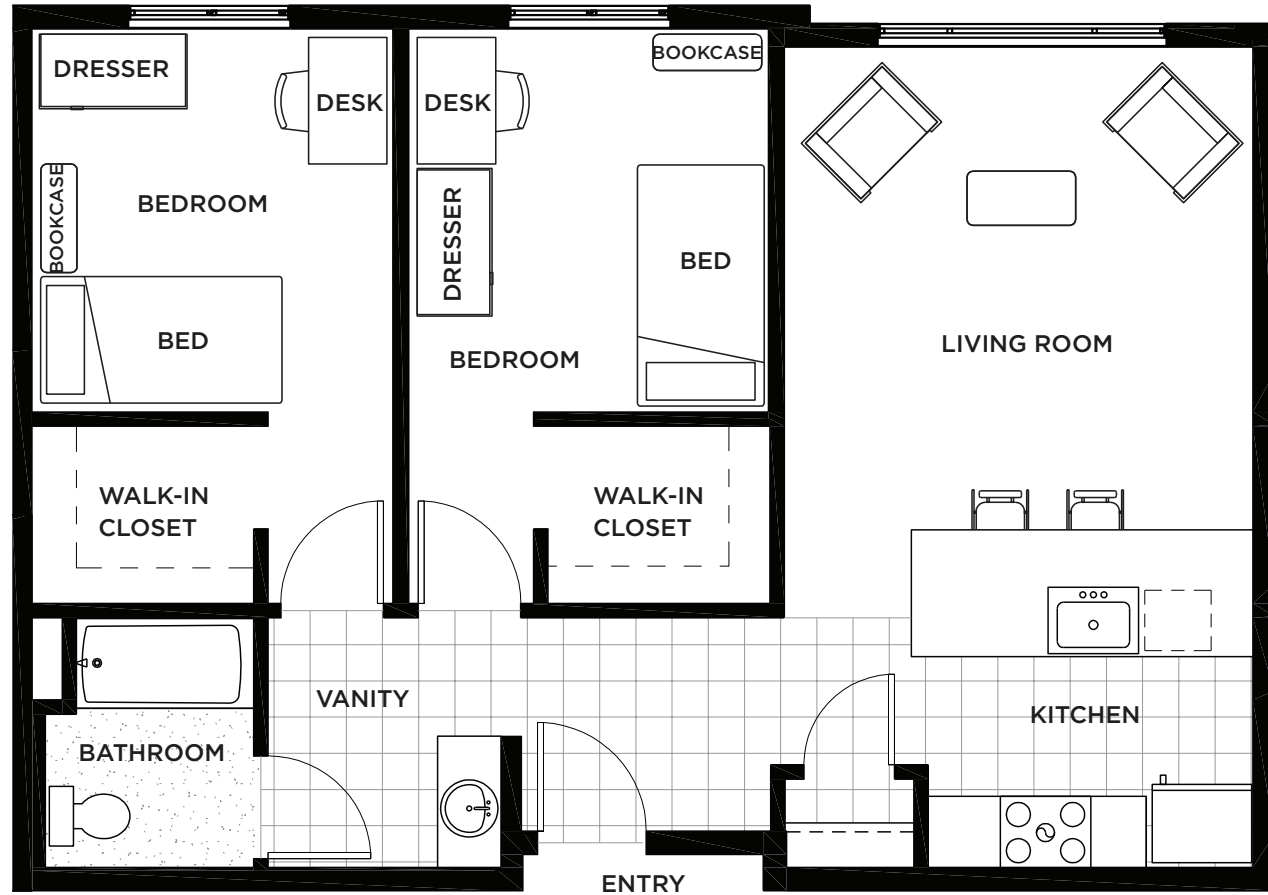 DRESSER
DESK
DESK
BOOKCASE
BOOKCASE
BEDROOM
DRESSER
BED
BED
BEDROOM
LIVING ROOM
WALK-IN
CLOSET
WALK-IN
CLOSET
VANITY
KITCHEN
BATHROOM
ENTRY